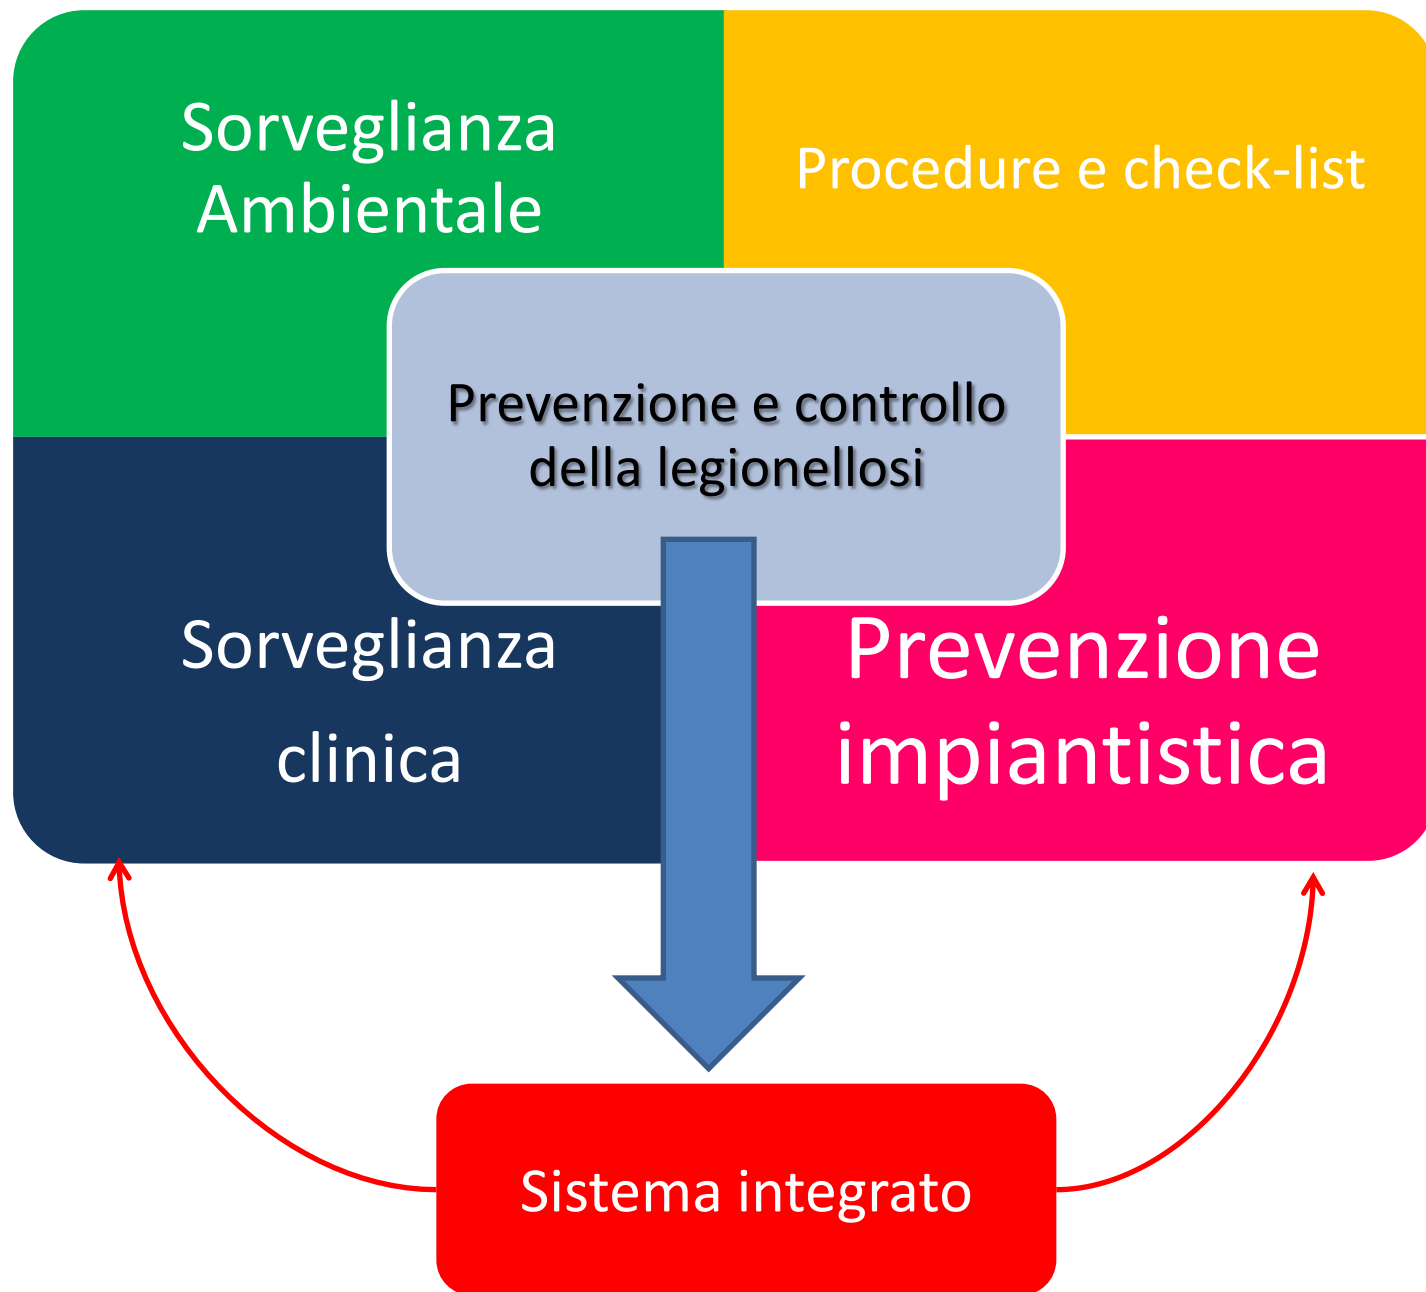 Sorveglianza
Ambientale
Procedure e check-list
Prevenzione e controllo
della legionellosi
Sorveglianza
clinica
Prevenzione
impiantistica
Sistema integrato